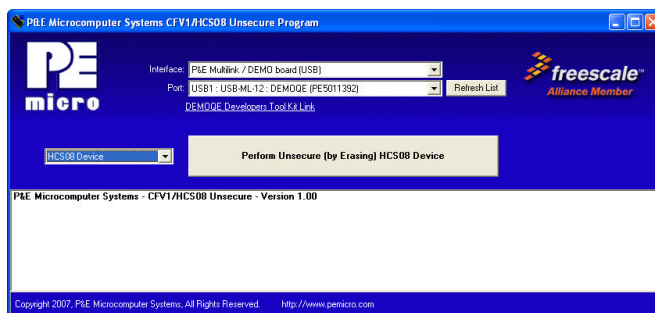 P&E Microcomputer Systems CFV1/HCS08 Unsecure Program
PE
micro
Interface: P&E Multilink / DEMO board (USB)
Port: USB1 : USB-ML-12 : DEMOQE (PE5011392)
Refresh List
DEMOQE Developers Tool Kit Link
freescale™
Alliance Member
HCS08 Device
Perform Unsecure (by Erasing) HCS08 Device
P&E Microcomputer Systems - CFV1/HCS08 Unsecure - Version 1.00
Copyright 2007, P&E Microcomputer Systems, All Rights Reserved. http://www.pemicro.com